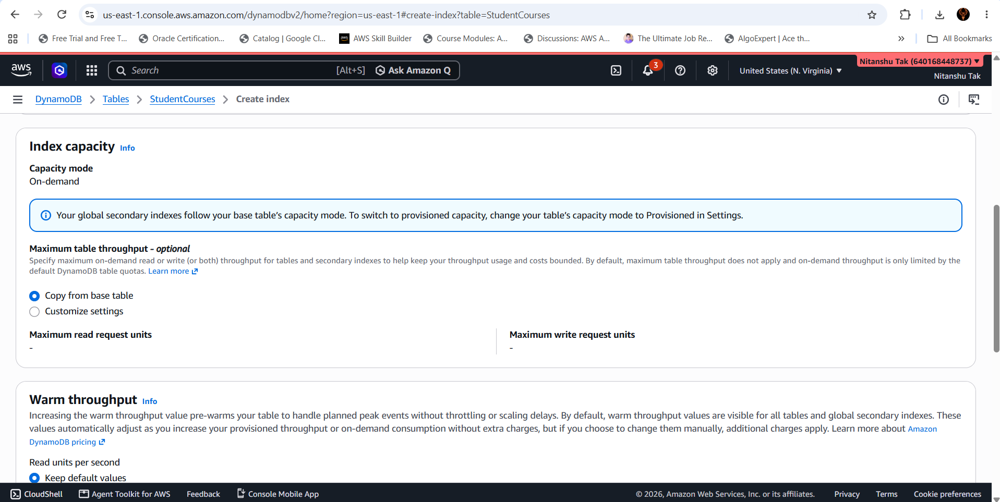 us-east-1.console.aws.amazon.com/dynamodbv2/home?region=us-east-1#create-index?table=StudentCourses
Free Trial and Free T...
Oracle Certification...
Catalog | Google Cl...
aws
AWS Skill Builder
Course Modules: A...
Discussions: AWS A...
The Ultimate Job Re...
AlgoExpert | Ace th...
»
All Bookmarks
aws
Search
[Alt+S]
Ask Amazon Q
3
United States (N. Virginia) ▼
Nitanshu Tak (640168448737) ▼
Nitanshu Tak
DynamoDB > Tables > StudentCourses > Create index
Index capacity Info
Capacity mode
On-demand
Your global secondary indexes follow your base table’s capacity mode. To switch to provisioned capacity, change your table’s capacity mode to Provisioned in Settings.
Maximum table throughput - optional
Specify maximum on-demand read or write (or both) throughput for tables and secondary indexes to help keep your throughput usage and costs bounded. By default, maximum table throughput does not apply and on-demand throughput is only limited by the
default DynamoDB table quotas. Learn more
Copy from base table
Customize settings
Maximum read request units
-
Maximum write request units
-
Warm throughput Info
Increasing the warm throughput value pre-warms your table to handle planned peak events without throttling or scaling delays. By default, warm throughput values are visible for all tables and global secondary indexes. These
values automatically adjust as you increase your provisioned throughput or on-demand consumption without extra charges, but if you choose to change them manually, additional charges apply. Learn more about Amazon
DynamoDB pricing
Read units per second
Keep default values
CloudShell
Agent Toolkit for AWS
Feedback
Console Mobile App
© 2026, Amazon Web Services, Inc. or its affiliates.
Privacy
Terms
Cookie preferences